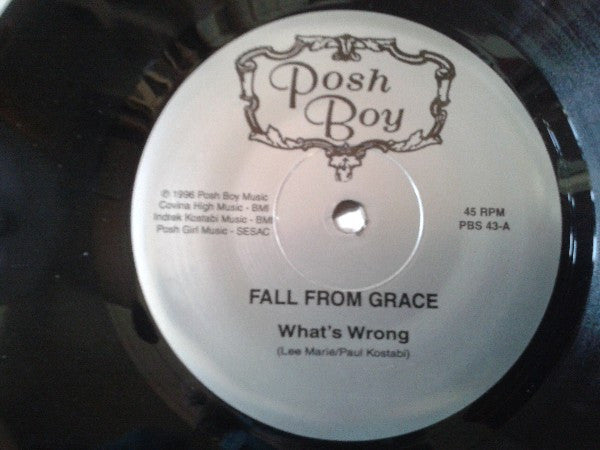 Posh
Boy
℗ 1996 Posh Boy Music
Covina High Music - BMI
Indrek Kostabi Music - BMI
Posh Girl Music - SESAC
45 RPM
PBS 43-A
FALL FROM GRACE
What's Wrong
(Lee Marie/Paul Kostabi)